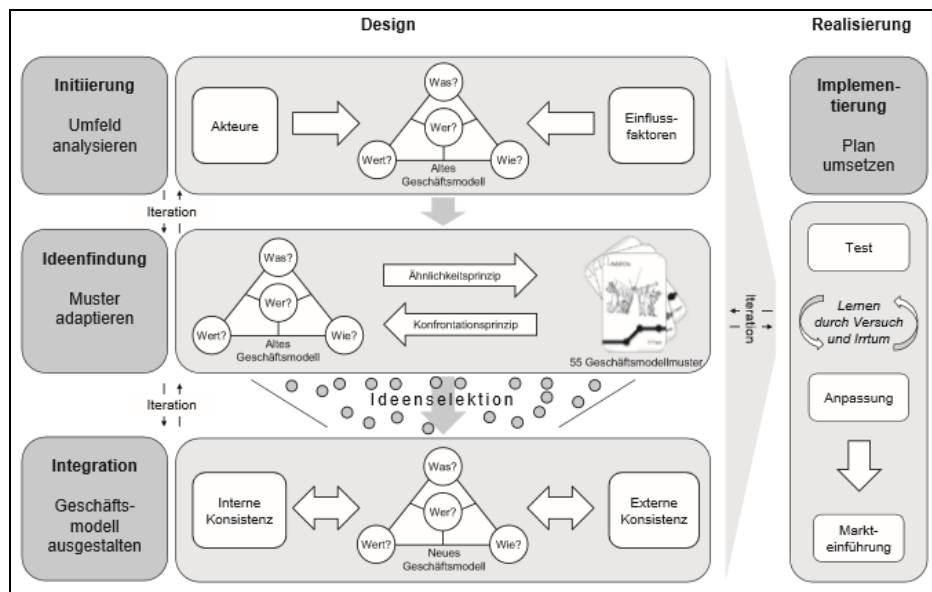 Design
Realisierung
Initiierung
Umfeld
analysieren
Akteure
Was?
Wer?
Wert?
Wie?
Altes
Geschäftsmodell
Einfluss-
faktoren
Iteration
Ideenfindung
Muster
adaptieren
Was?
Wer?
Wert?
Wie?
Altes
Geschäftsmodell
Ähnlichkeitsprinzip
Konfrontationsprinzip
55 Geschäftsmodellmuster
Iteration
Ideenselektion
Integration
Geschäfts-
modell
ausgestalten
Interne
Konsistenz
Was?
Wer?
Wert?
Wie?
Neues
Geschäftsmodell
Externe
Konsistenz
Iteration
Implemen-
tierung
Plan
umsetzen
Test
Lernen
durch Versuch
und Irrtum
Anpassung
Markt-
einführung